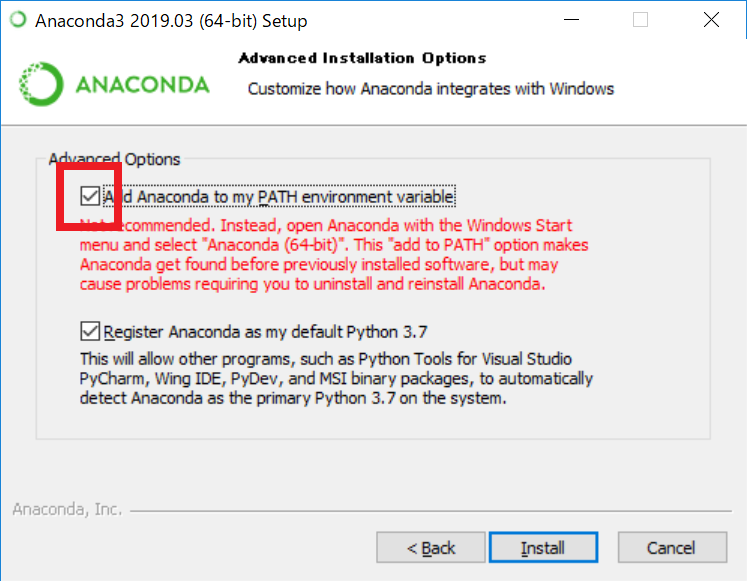 Anaconda3 2019.03 (64-bit) Setup
ANACONDA
Advanced Installation Options
Customize how Anaconda integrates with Windows
Advanced Options
Add Anaconda to my PATH environment variable
Not recommended. Instead, open Anaconda with the Windows Start
menu and select "Anaconda (64-bit)". This "add to PATH" option makes
Anaconda get found before previously installed software, but may
cause problems requiring you to uninstall and reinstall Anaconda.
Register Anaconda as my default Python 3.7
This will allow other programs, such as Python Tools for Visual Studio
PyCharm, Wing IDE, PyDev, and MSI binary packages, to automatically
detect Anaconda as the primary Python 3.7 on the system.
Anaconda, Inc.
< Back
Install
Cancel